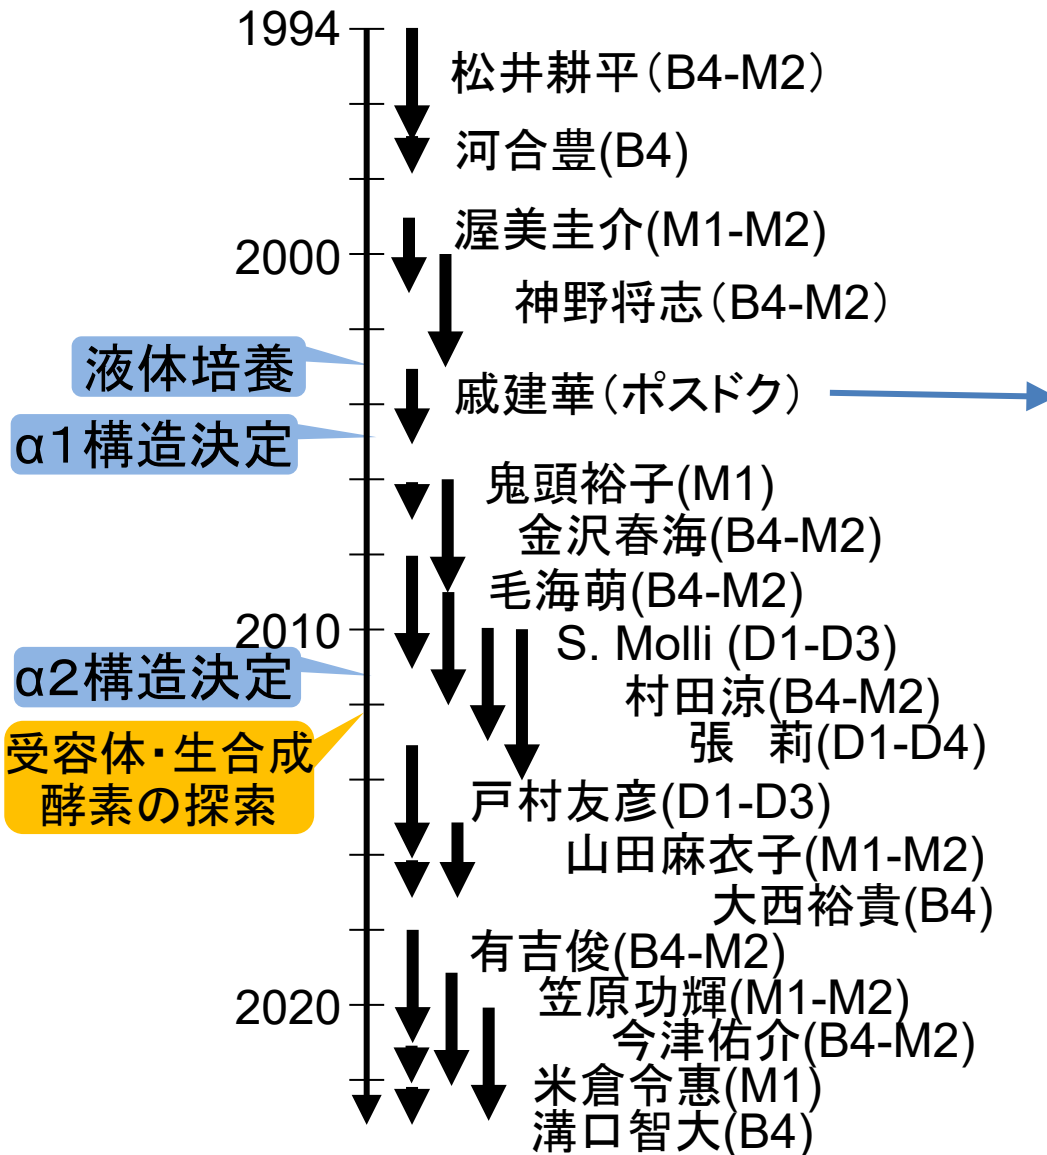 1994
松井耕平(B4-M2)
河合豊(B4)
渥美圭介(M1-M2)
2000
神野将志(B4-M2)
液体培養
戚建華(ポスドク)
α1構造決定
鬼頭裕子(M1)
金沢春海(B4-M2)
毛海萌(B4-M2)
2010
S. Molli (D1-D3)
α2構造決定
村田涼(B4-M2)
張　莉(D1-D4)
受容体・生合成
酵素の探索
戸村友彦(D1-D3)
山田麻衣子(M1-M2)
大西裕貴(B4)
有吉俊(B4-M2)
笠原功輝(M1-M2)
2020
今津佑介(B4-M2)
米倉令惠(M1)
溝口智大(B4)